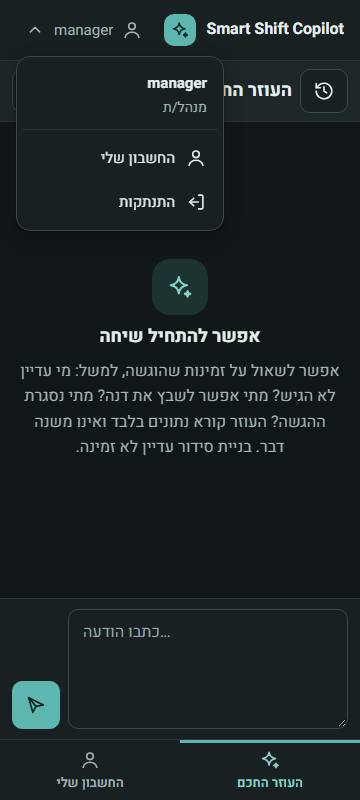 Smart Shift Copilot
manager
העוזר
manager
מנהל/ת
החשבון שלי
התנתקות
אפשר להתחיל שיחה
אפשר לשאול על זמינות שהוגשה, למשל: מי עדיין
לא הגיש? מתי אפשר לשבץ את דנה? מתי נסגרת
ההגשה? העוזר קורא נתונים בלבד ואינו משנה
דבר. בניית סידור עדיין לא זמינה.
כתבו הודעה...
העוזר החכם
החשבון שלי